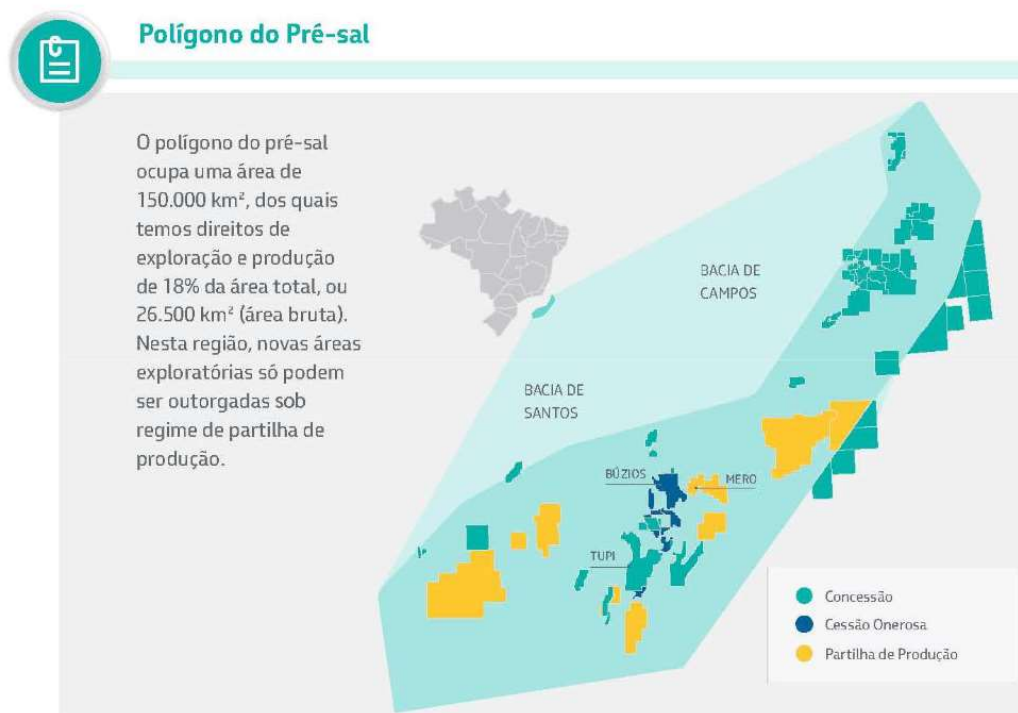 Polígono do Pré-sal
O polígono do pré-sal
ocupa uma área de
150.000 km², dos quais
temos direitos de
exploração e produção
de 18% da área total, ou
26.500 km² (área bruta).
Nesta região, novas áreas
exploratórias só podem
ser outorgadas sob
regime de partilha de
produção.
BACIA DE
CAMPOS
BACIA DE
SANTOS
BÚZIOS
MERO
TUPI
Concessão
Cessão Onerosa
Partilha de Produção